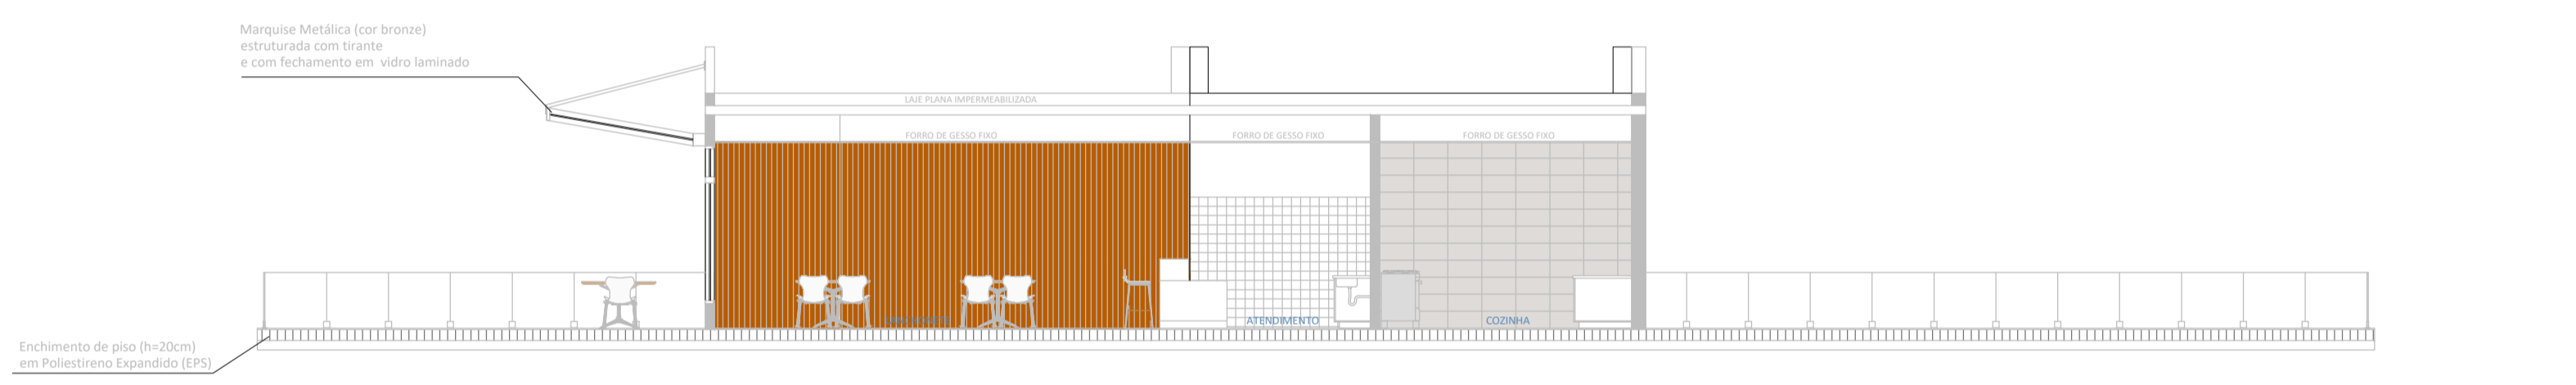 Marquise Metálica (cor bronze)
estruturada com tirante
e com fechamento em vidro laminado
LAJE PLANA IMPERMEABILIZADA
FORRO DE GESSO FIXO
FORRO DE GESSO FIXO
FORRO DE GESSO FIXO
ATENDIMENTO
COZINHA
Enchimento de piso (h=20cm)
em Poliestireno Expandido (EPS)